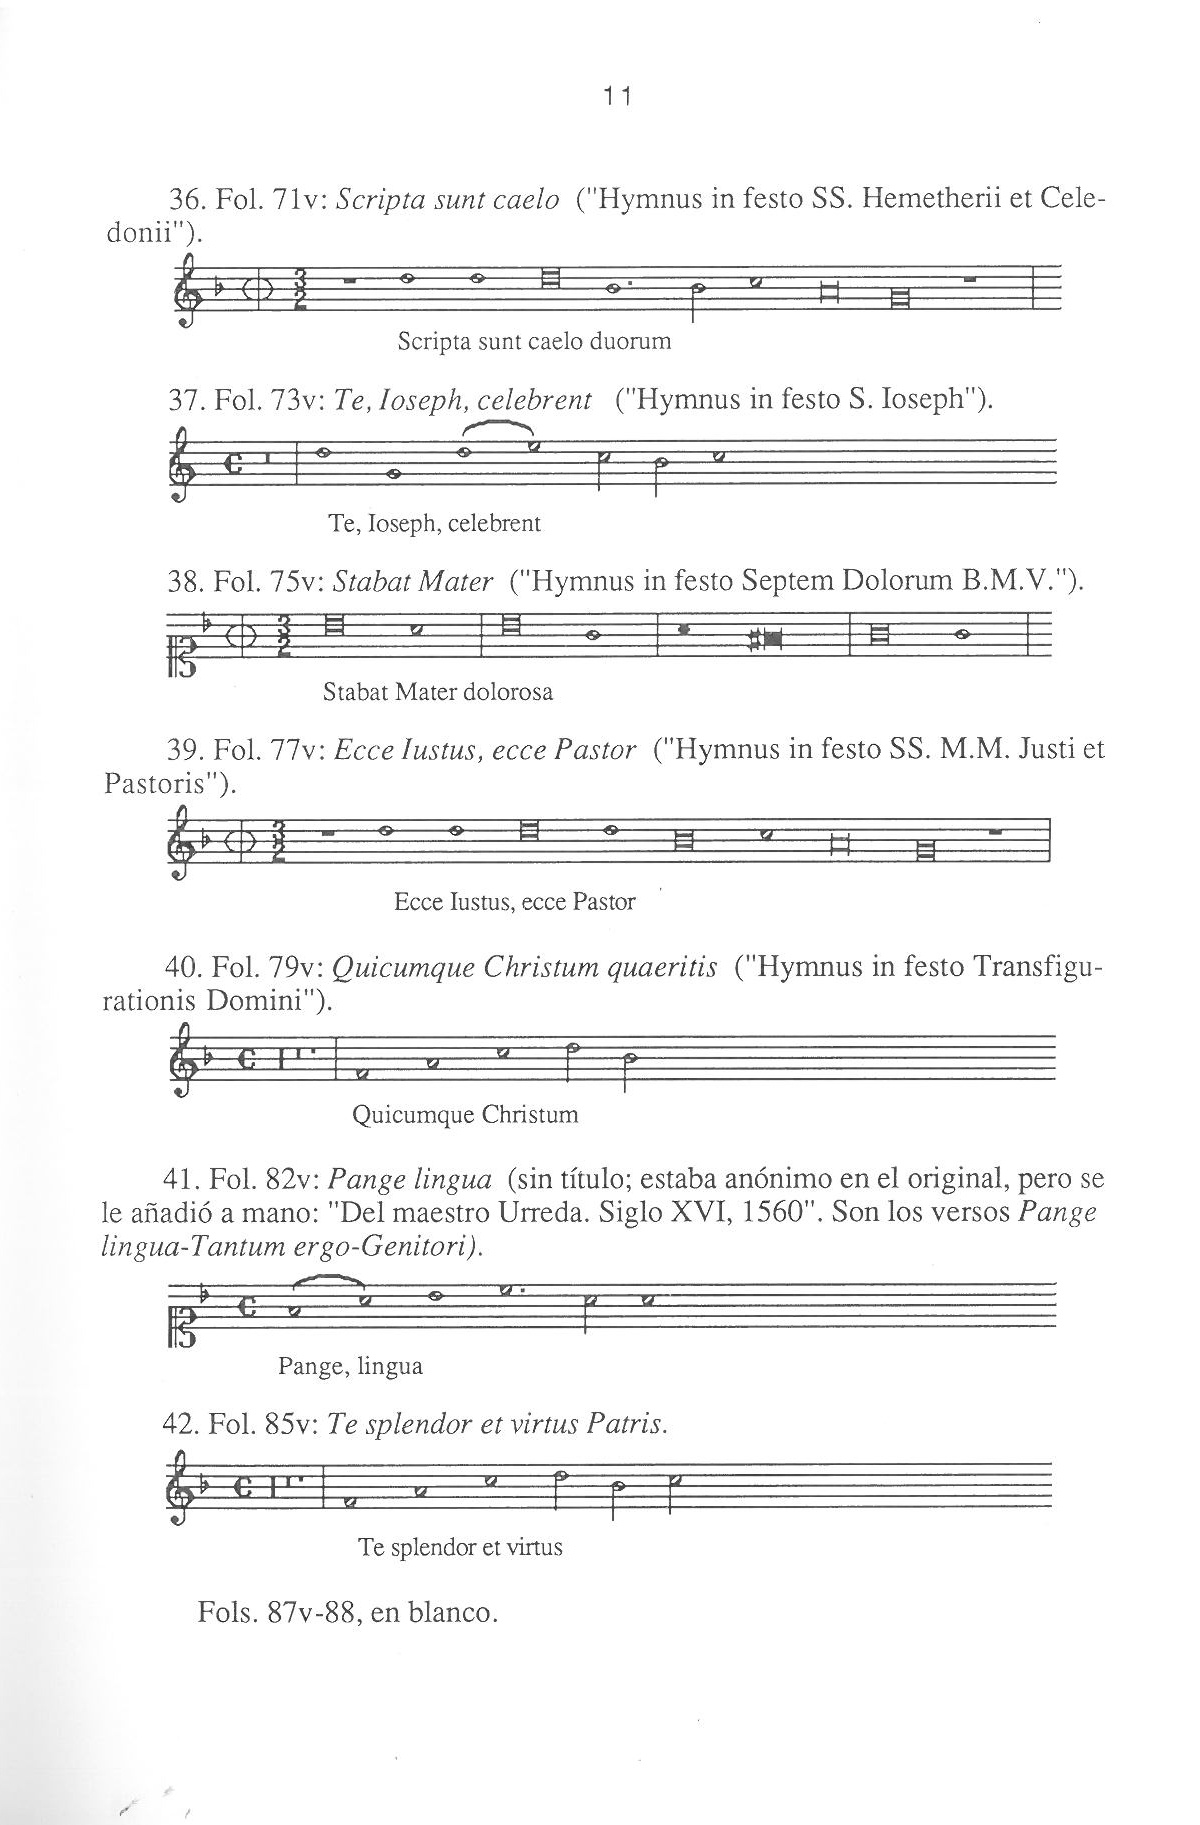 11
36. Fol. 71v: Scripta sunt caelo ("Hymnus in festo SS. Hemetherii et Cele-
donii").
3
2
Scripta sunt caelo duorum
37. Fol. 73v: Te, Ioseph, celebrent ("Hymnus in festo S. Ioseph").
Te, Ioseph, celebrent
38. Fol. 75v: Stabat Mater ("Hymnus in festo Septem Dolorum B.M.V.").
3
2
Stabat Mater dolorosa
39. Fol. 77v: Ecce Iustus, ecce Pastor ("Hymnus in festo SS. M.M. Justi et
Pastoris").
3
2
Ecce Iustus, ecce Pastor
40. Fol. 79v: Quicumque Christum quaeritis ("Hymnus in festo Transfigu-
rationis Domini").
Quicumque Christum
41. Fol. 82v: Pange lingua (sin título; estaba anónimo en el original, pero se
le añadió a mano: "Del maestro Urreda. Siglo XVI, 1560". Son los versos Pange
lingua-Tantum ergo-Genitori).
Pange, lingua
42. Fol. 85v: Te splendor et virtus Patris.
Te splendor et virtus
Fols. 87v-88, en blanco.